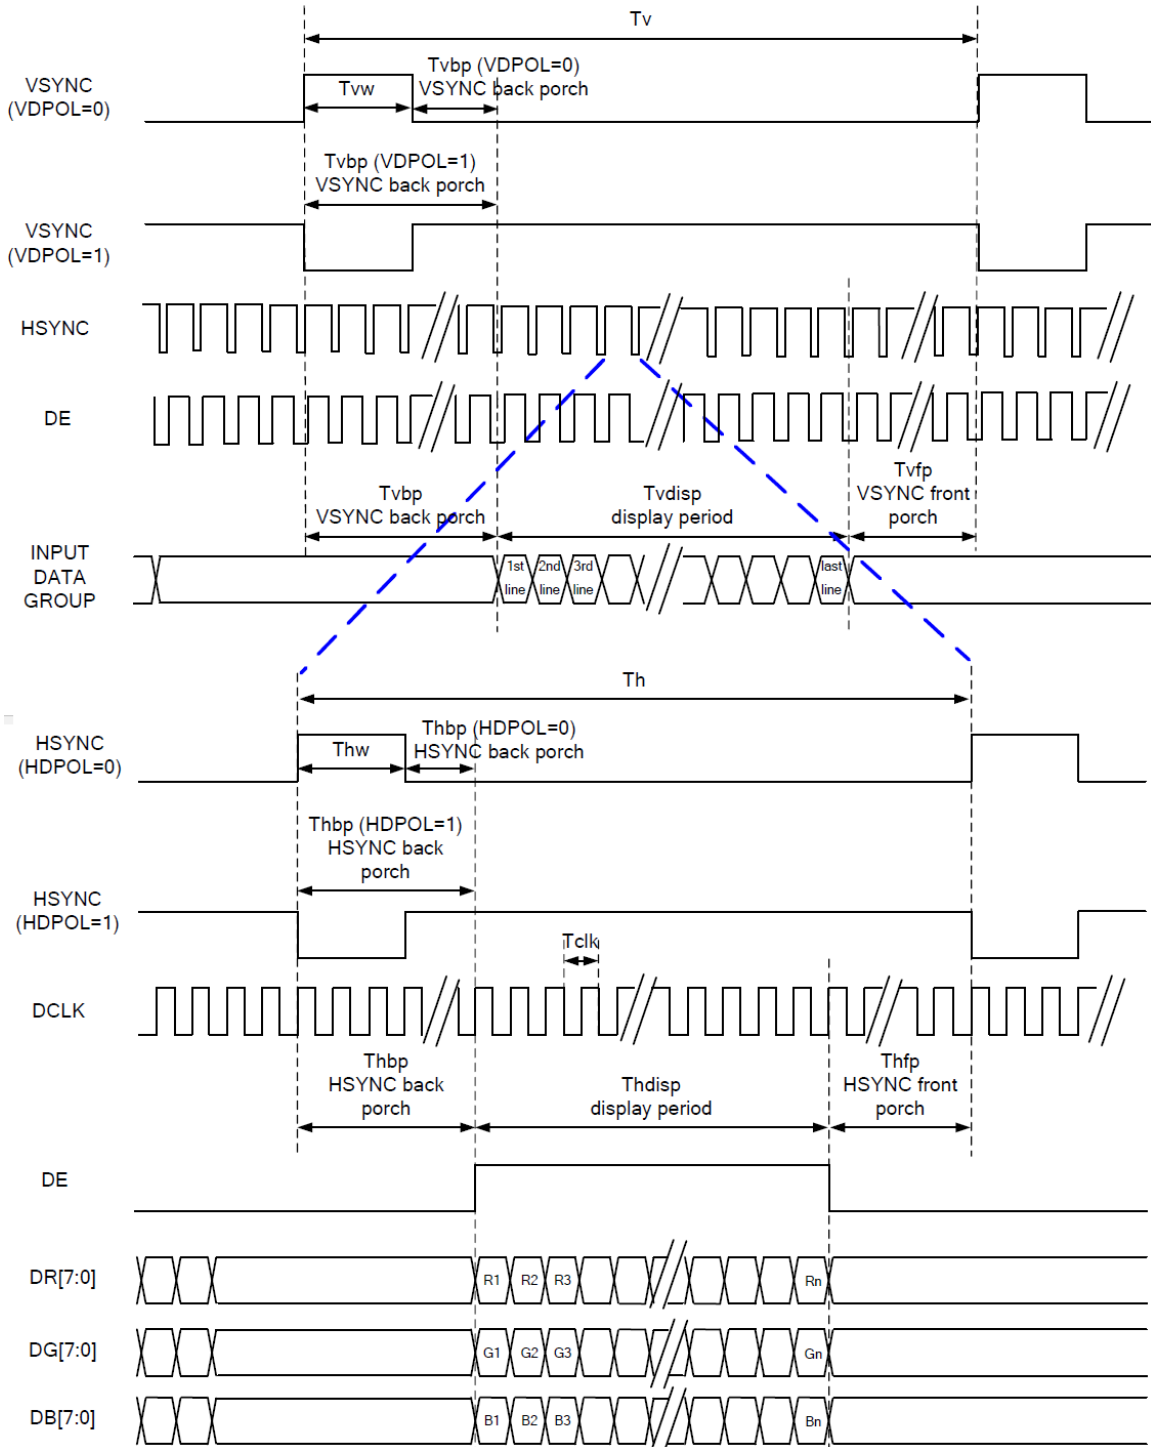 Tv
VSYNC
(VDPOL=0)
Tvw
Tvbp (VDPOL=0)
VSYNC back porch
Tvbp (VDPOL=1)
VSYNC back porch
VSYNC
(VDPOL=1)
HSYNC
DE
Tvbp
VSYNC back porch
Tvdisp
display period
Tvfp
VSYNC front
porch
INPUT
DATA
GROUP
1st
line
2nd
line
3rd
line
last
line
Th
HSYNC
(HDPOL=0)
Thw
Thbp (HDPOL=0)
HSYNC back porch
Thbp (HDPOL=1)
HSYNC back
porch
HSYNC
(HDPOL=1)
Tclk
DCLK
Thbp
HSYNC back
porch
Thdisp
display period
Thfp
HSYNC front
porch
DE
DR[7:0]
R1 R2 R3 Rn
DG[7:0]
G1 G2 G3 Gn
DB[7:0]
B1 B2 B3 Bn